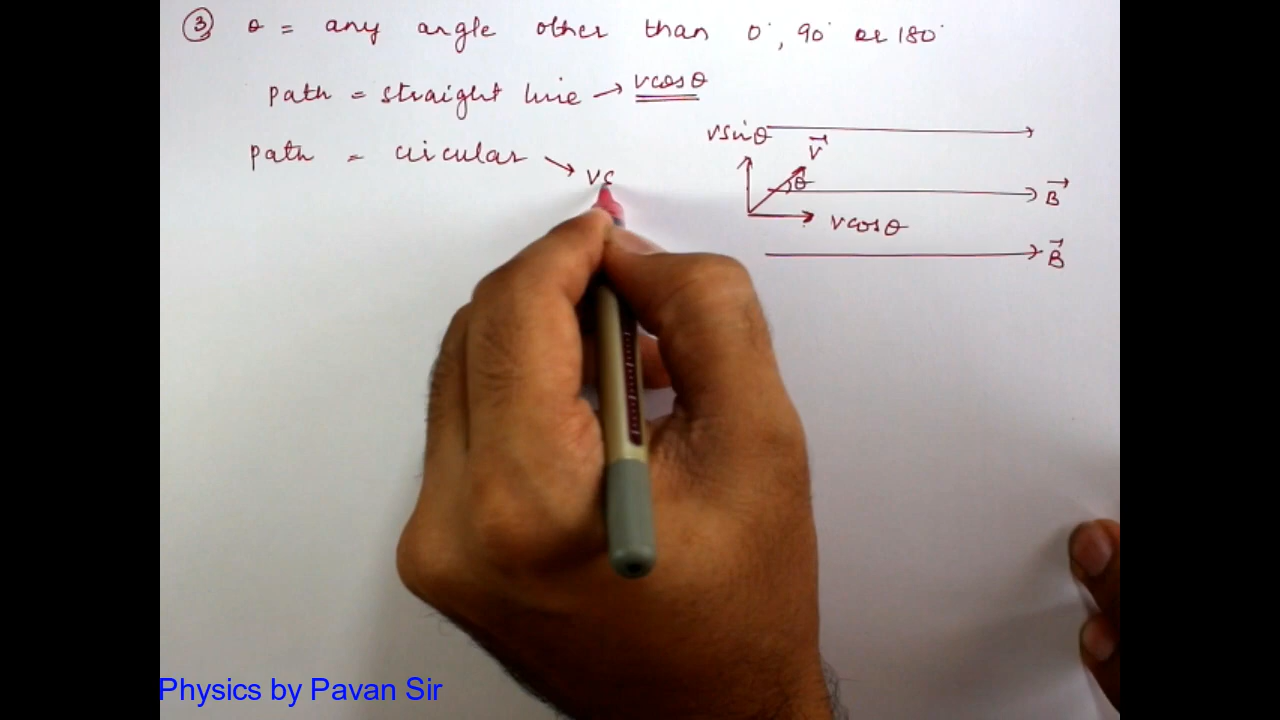 ③ θ = any angle other than 0°, 90° or 180°
path = straight line → vcosθ
path = circular → vs
vsinθ
v⃗
θ
B⃗
vcosθ
B⃗
Physics by Pavan Sir